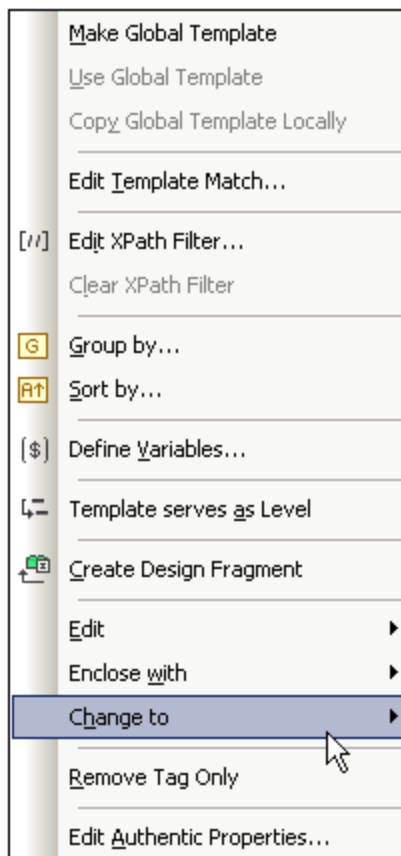 Make Global Template
Use Global Template
Copy Global Template Locally
Edit Template Match...
[//] Edit XPath Filter...
Clear XPath Filter
G Group by...
A↑ Sort by...
($) Define Variables...
Template serves as Level
Create Design Fragment
Edit
Enclose with
Change to
Remove Tag Only
Edit Authentic Properties...